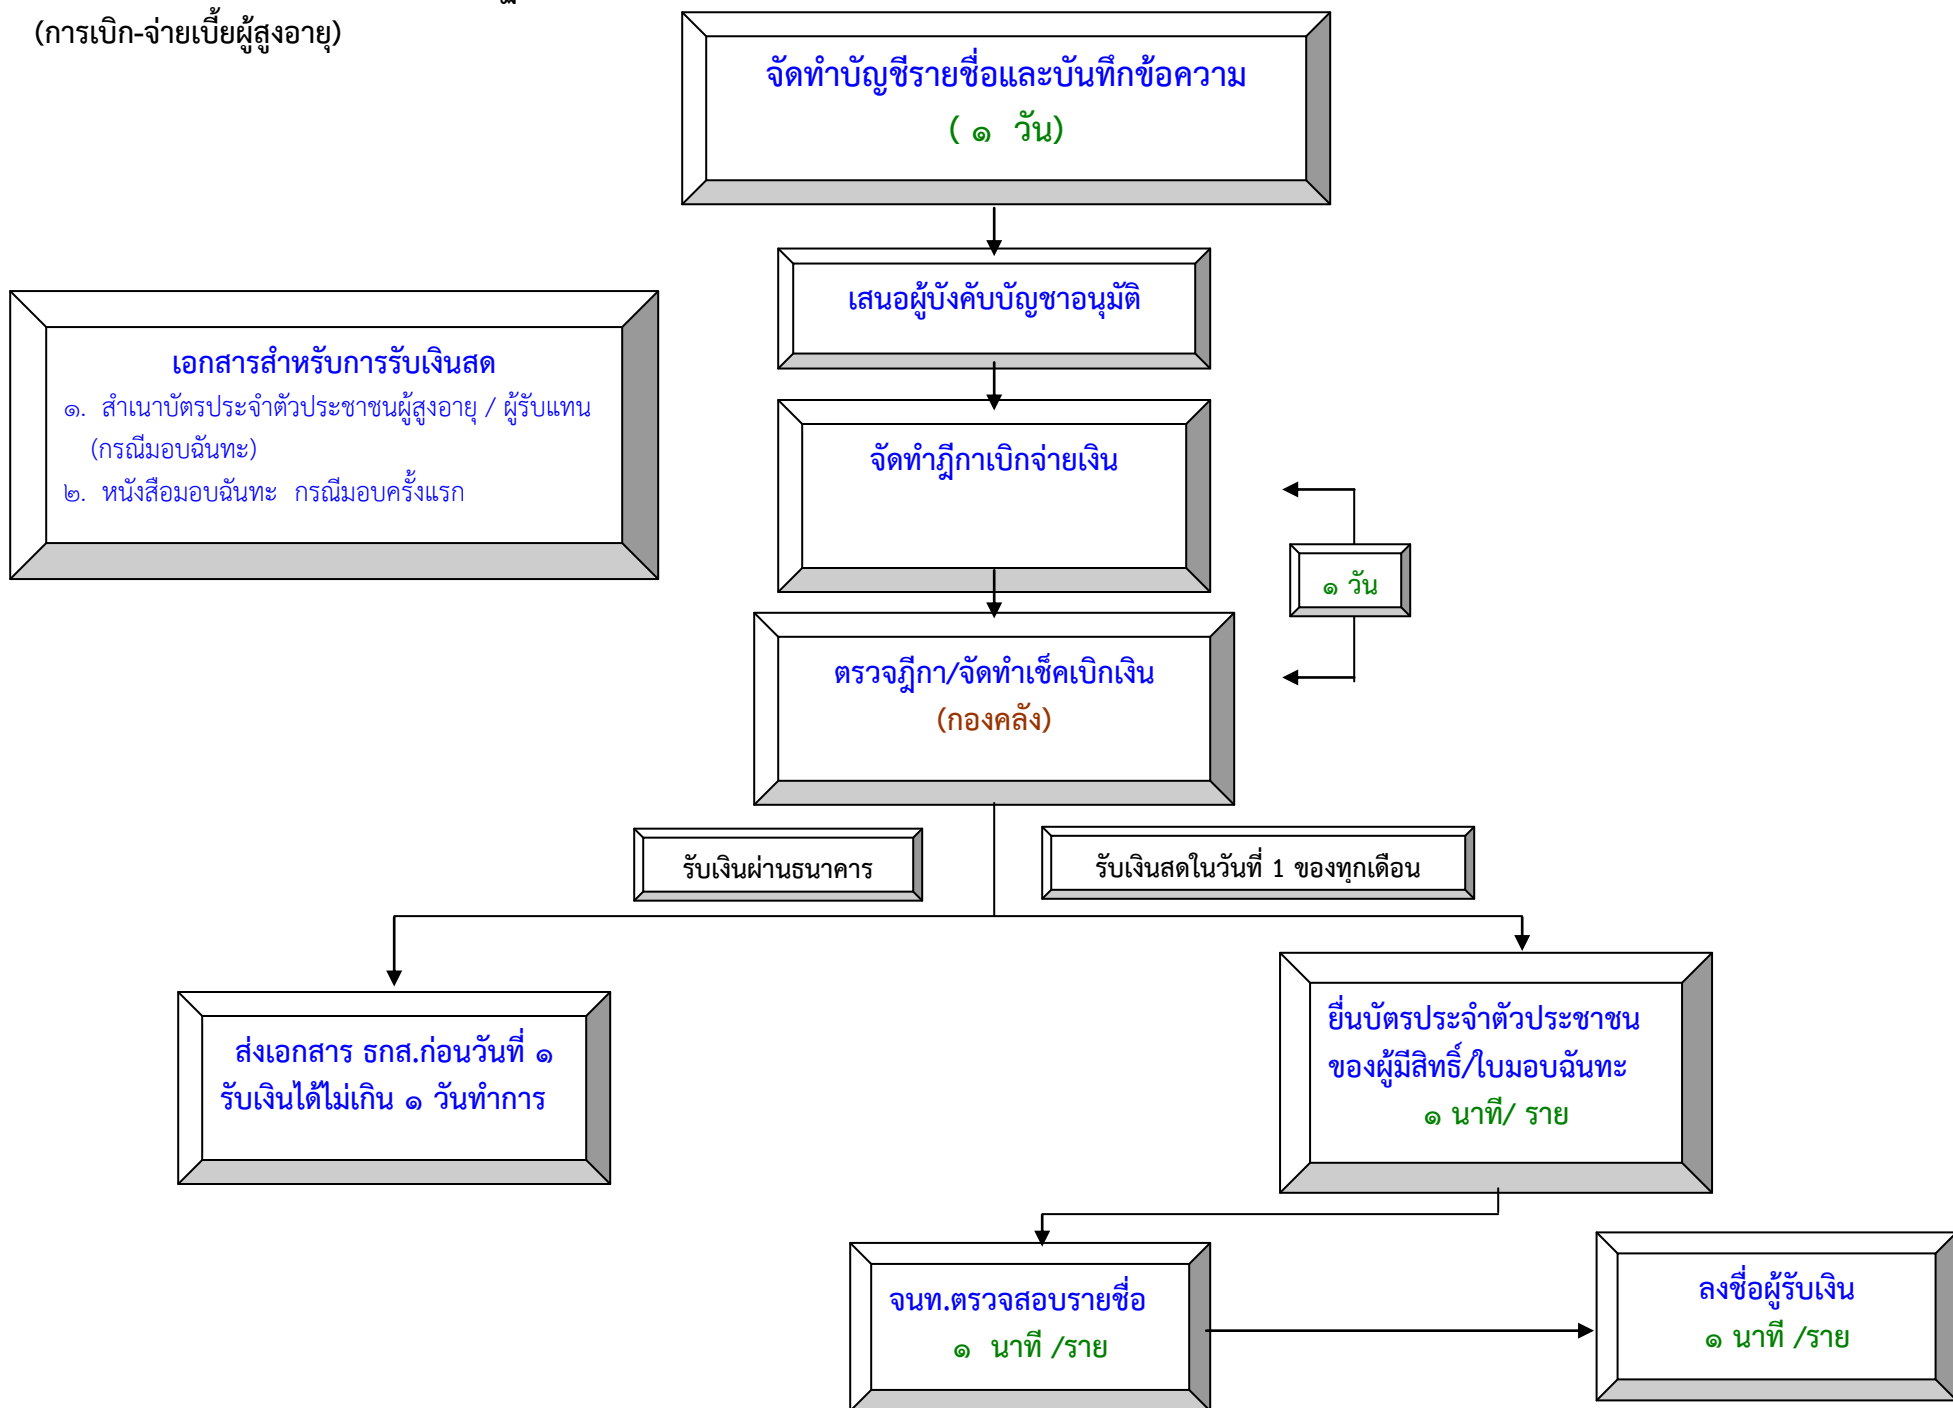 (การเบิก-จ่ายเบี้ยผู้สูงอายุ)
จัดทำบัญชีรายชื่อและบันทึกข้อความ
( ๑ วัน)
เสนอผู้บังคับบัญชาอนุมัติ
เอกสารสำหรับการรับเงินสด
๑. สำเนาบัตรประจำตัวประชาชนผู้สูงอายุ / ผู้รับแทน
(กรณีมอบฉันทะ)
๒. หนังสือมอบฉันทะ กรณีมอบครั้งแรก
จัดทำฎีกาเบิกจ่ายเงิน
๑ วัน
ตรวจฎีกา/จัดทำเช็คเบิกเงิน
(กองคลัง)
รับเงินผ่านธนาคาร
รับเงินสดในวันที่ 1 ของทุกเดือน
ส่งเอกสาร ธกส.ก่อนวันที่ ๑
รับเงินได้ไม่เกิน ๑ วันทำการ
ยื่นบัตรประจำตัวประชาชน
ของผู้มีสิทธิ์/ใบมอบฉันทะ
๑ นาที/ ราย
จนท.ตรวจสอบรายชื่อ
๑ นาที /ราย
ลงชื่อผู้รับเงิน
๑ นาที /ราย